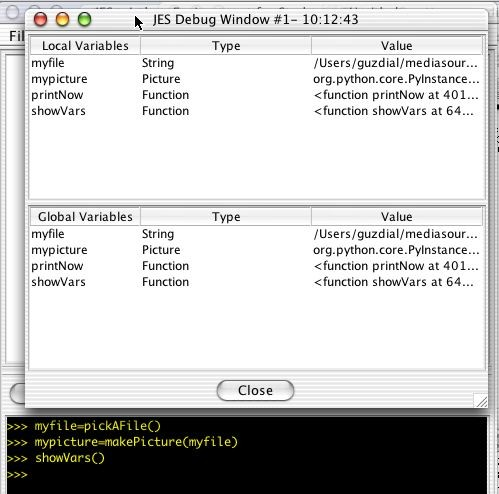 JES Debug Window #1- 10:12:43
Fil
Local Variables Type Value
myfile String /Users/guzdial/mediasour...
mypicture Picture org.python.core.PyInstance...
printNow Function <function printNow at 401...
showVars Function <function showVars at 64...
Global Variables Type Value
myfile String /Users/guzdial/mediasour...
mypicture Picture org.python.core.PyInstance...
printNow Function <function printNow at 401...
showVars Function <function showVars at 64...
Close
>>> myfile=pickAFile()
>>> mypicture=makePicture(myfile)
>>> showVars()
>>>